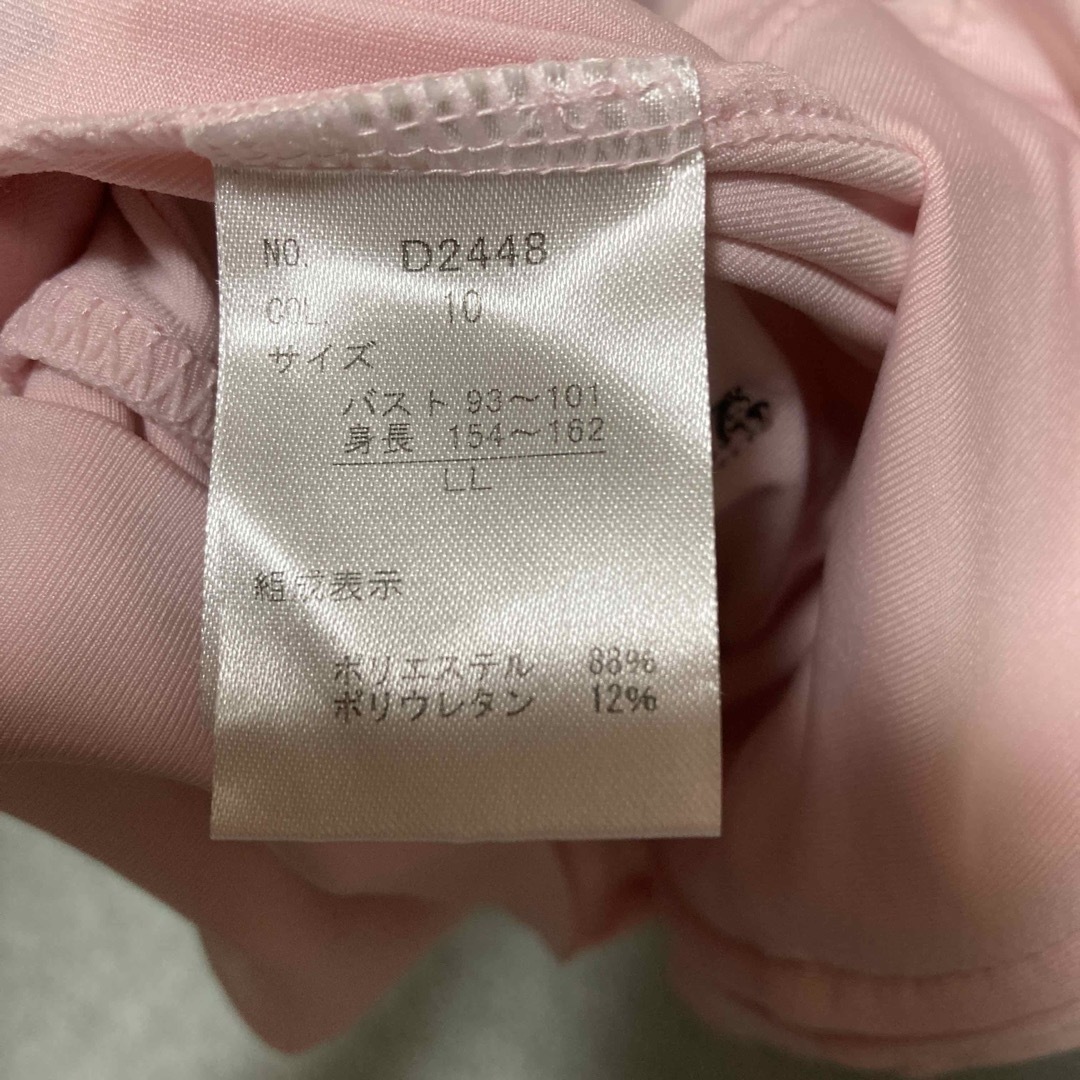 NO. D2448
COL. 10
サイズ
バスト 93～101
身長 154～162
LL
組成表示
ポリエステル 88%
ポリウレタン 12%